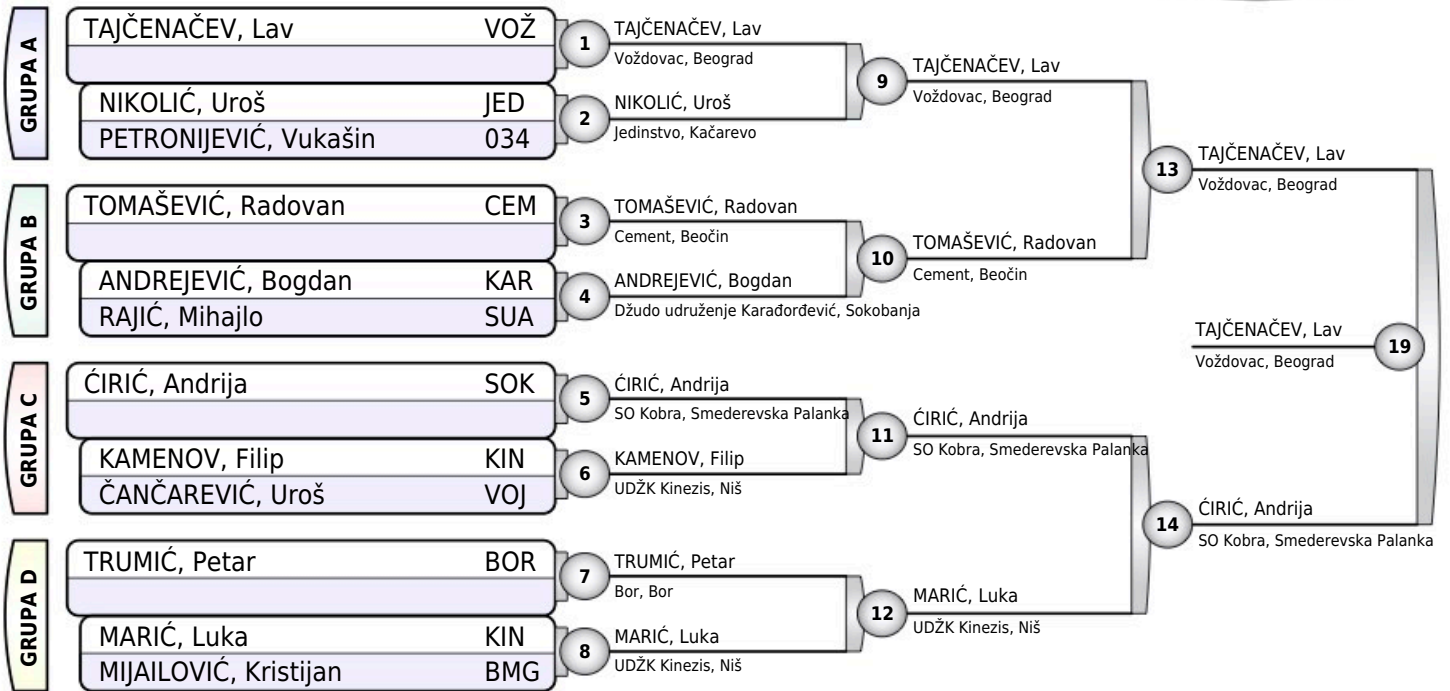 GRUPA A
TAJČENAČEV, Lav VOŽ
NIKOLIĆ, Uroš JED
PETRONIJEVIĆ, Vukašin 034
GRUPA B
TOMAŠEVIĆ, Radovan CEM
ANDREJEVIĆ, Bogdan KAR
RAJIĆ, Mihajlo SUA
GRUPA C
ĆIRIĆ, Andrija SOK
KAMENOV, Filip KIN
ČANČAREVIĆ, Uroš VOJ
GRUPA D
TRUMIĆ, Petar BOR
MARIĆ, Luka KIN
MIJAILOVIĆ, Kristijan BMG
1
TAJČENAČEV, Lav
Voždovac, Beograd
2
NIKOLIĆ, Uroš
Jedinstvo, Kačarevo
3
TOMAŠEVIĆ, Radovan
Cement, Beočin
4
ANDREJEVIĆ, Bogdan
Džudo udruženje Karađorđević, Sokobanja
5
ĆIRIĆ, Andrija
SO Kobra, Smederevska Palanka
6
KAMENOV, Filip
UDŽK Kinezis, Niš
7
TRUMIĆ, Petar
Bor, Bor
8
MARIĆ, Luka
UDŽK Kinezis, Niš
9
TAJČENAČEV, Lav
Voždovac, Beograd
10
TOMAŠEVIĆ, Radovan
Cement, Beočin
11
ĆIRIĆ, Andrija
SO Kobra, Smederevska Palanka
12
MARIĆ, Luka
UDŽK Kinezis, Niš
13
TAJČENAČEV, Lav
Voždovac, Beograd
14
ĆIRIĆ, Andrija
SO Kobra, Smederevska Palanka
TAJČENAČEV, Lav
Voždovac, Beograd
19